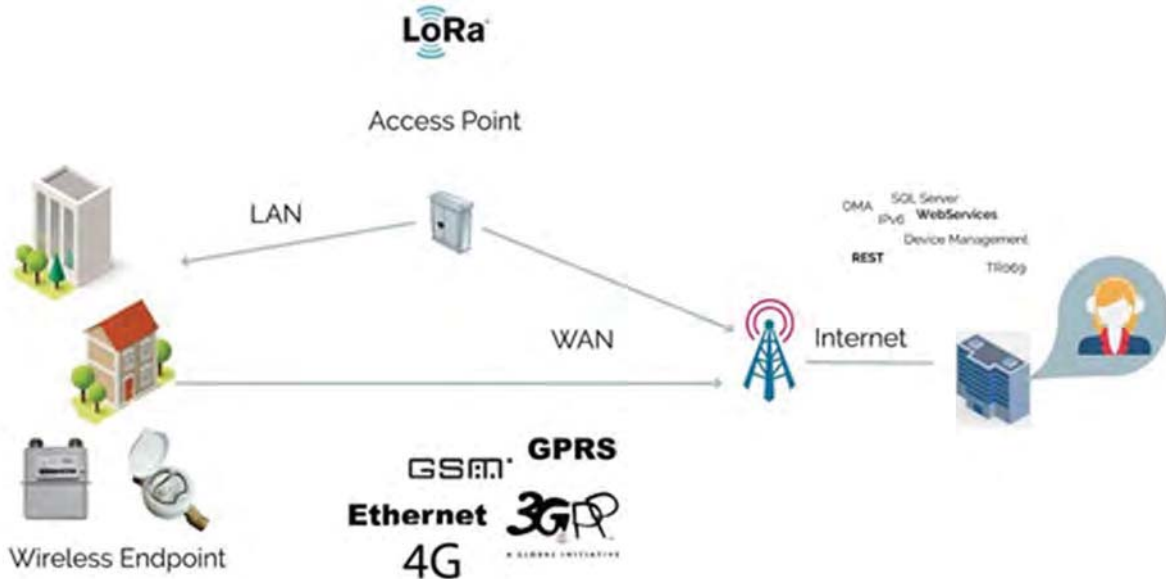 LoRa
Access Point
LAN
OMA
SQL Server
IPv6
WebServices
Device Management
REST
TR069
WAN
Internet
GSM
GPRS
Ethernet
3GPP
A GLOBAL INITIATIVE
4G
Wireless Endpoint